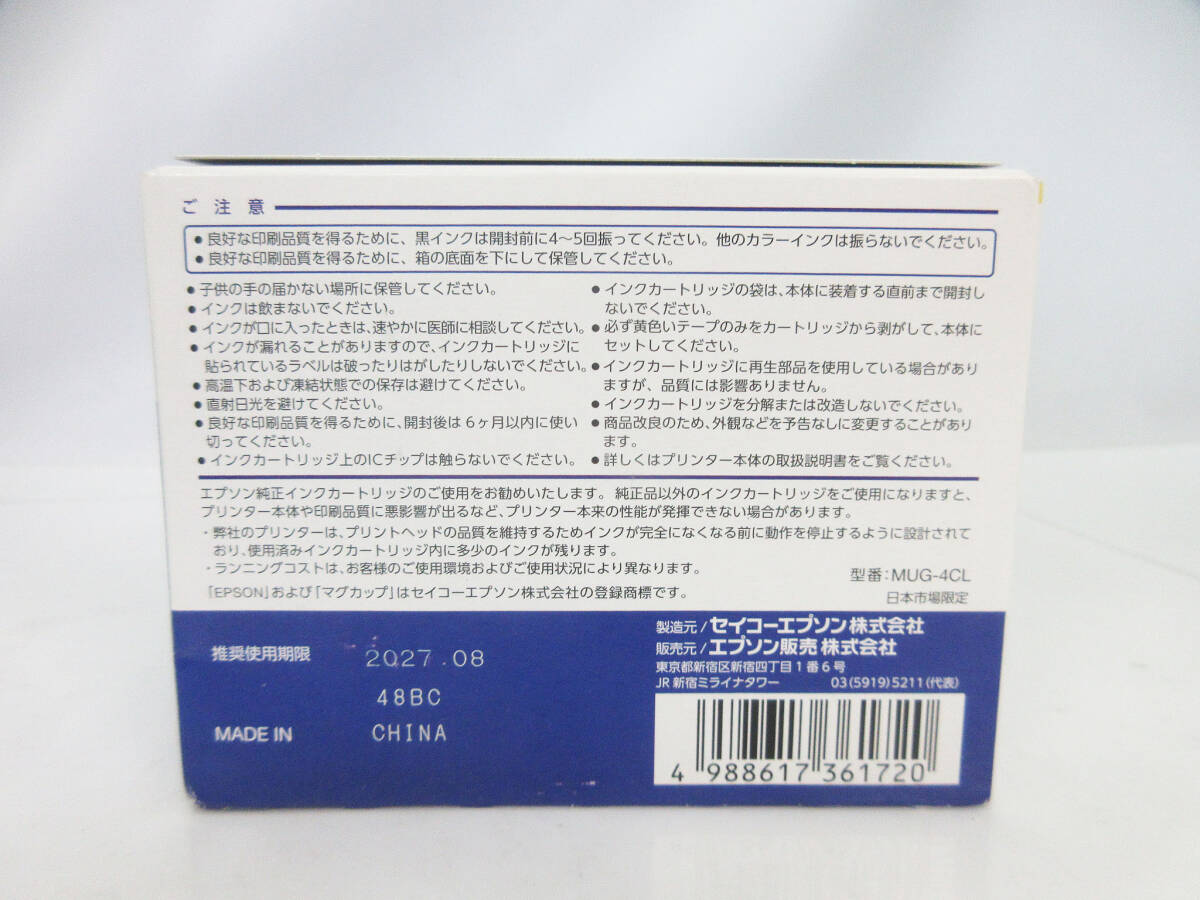 ご注意
● 良好な印刷品質を得るために、黒インクは開封前に4〜5回振ってください。他のカラーインクは振らないでください。
● 良好な印刷品質を得るために、箱の底面を下にして保管してください。
● 子供の手の届かない場所に保管してください。
● インクは飲まないでください。
● インクが口に入ったときは、速やかに医師に相談してください。
● インクが漏れることがありますので、インクカートリッジに
貼られているラベルは破ったりはがしたりしないでください。
● 高温下および凍結状態での保存は避けてください。
● 直射日光を避けてください。
● 良好な印刷品質を得るために、開封後は6ヶ月以内に使い
切ってください。
● インクカートリッジ上のICチップは触らないでください。
● インクカートリッジの袋は、本体に装着する直前まで開封し
ないでください。
● 必ず黄色いテープのみをカートリッジから剥がして、本体に
セットしてください。
● インクカートリッジに再生部品を使用している場合があり
ますが、品質には影響ありません。
● インクカートリッジを分解または改造しないでください。
● 商品改良のため、外観などを予告なしに変更することがあり
ます。
● 詳しくはプリンター本体の取扱説明書をご覧ください。
エプソン純正インクカートリッジのご使用をお勧めいたします。純正品以外のインクカートリッジをご使用になりますと、
プリンター本体や印刷品質に悪影響が出るなど、プリンター本来の性能が発揮できない場合があります。
・弊社のプリンターは、プリントヘッドの品質を維持するためインクが完全になくなる前に動作を停止するように設計されて
おり、使用済みインクカートリッジ内に多少のインクが残ります。
・ランニングコストは、お客様のご使用環境およびご使用状況により異なります。
「EPSON」および「マグカップ」はセイコーエプソン株式会社の登録商標です。
型番:MUG-4CL
日本市場限定
推奨使用期限 2027.08
48BC
MADE IN CHINA
製造元/セイコーエプソン株式会社
販売元/エプソン販売株式会社
東京都新宿区新宿四丁目1番6号
JR新宿ミライナタワー 03(5919)5211(代表)
4 988617 361720